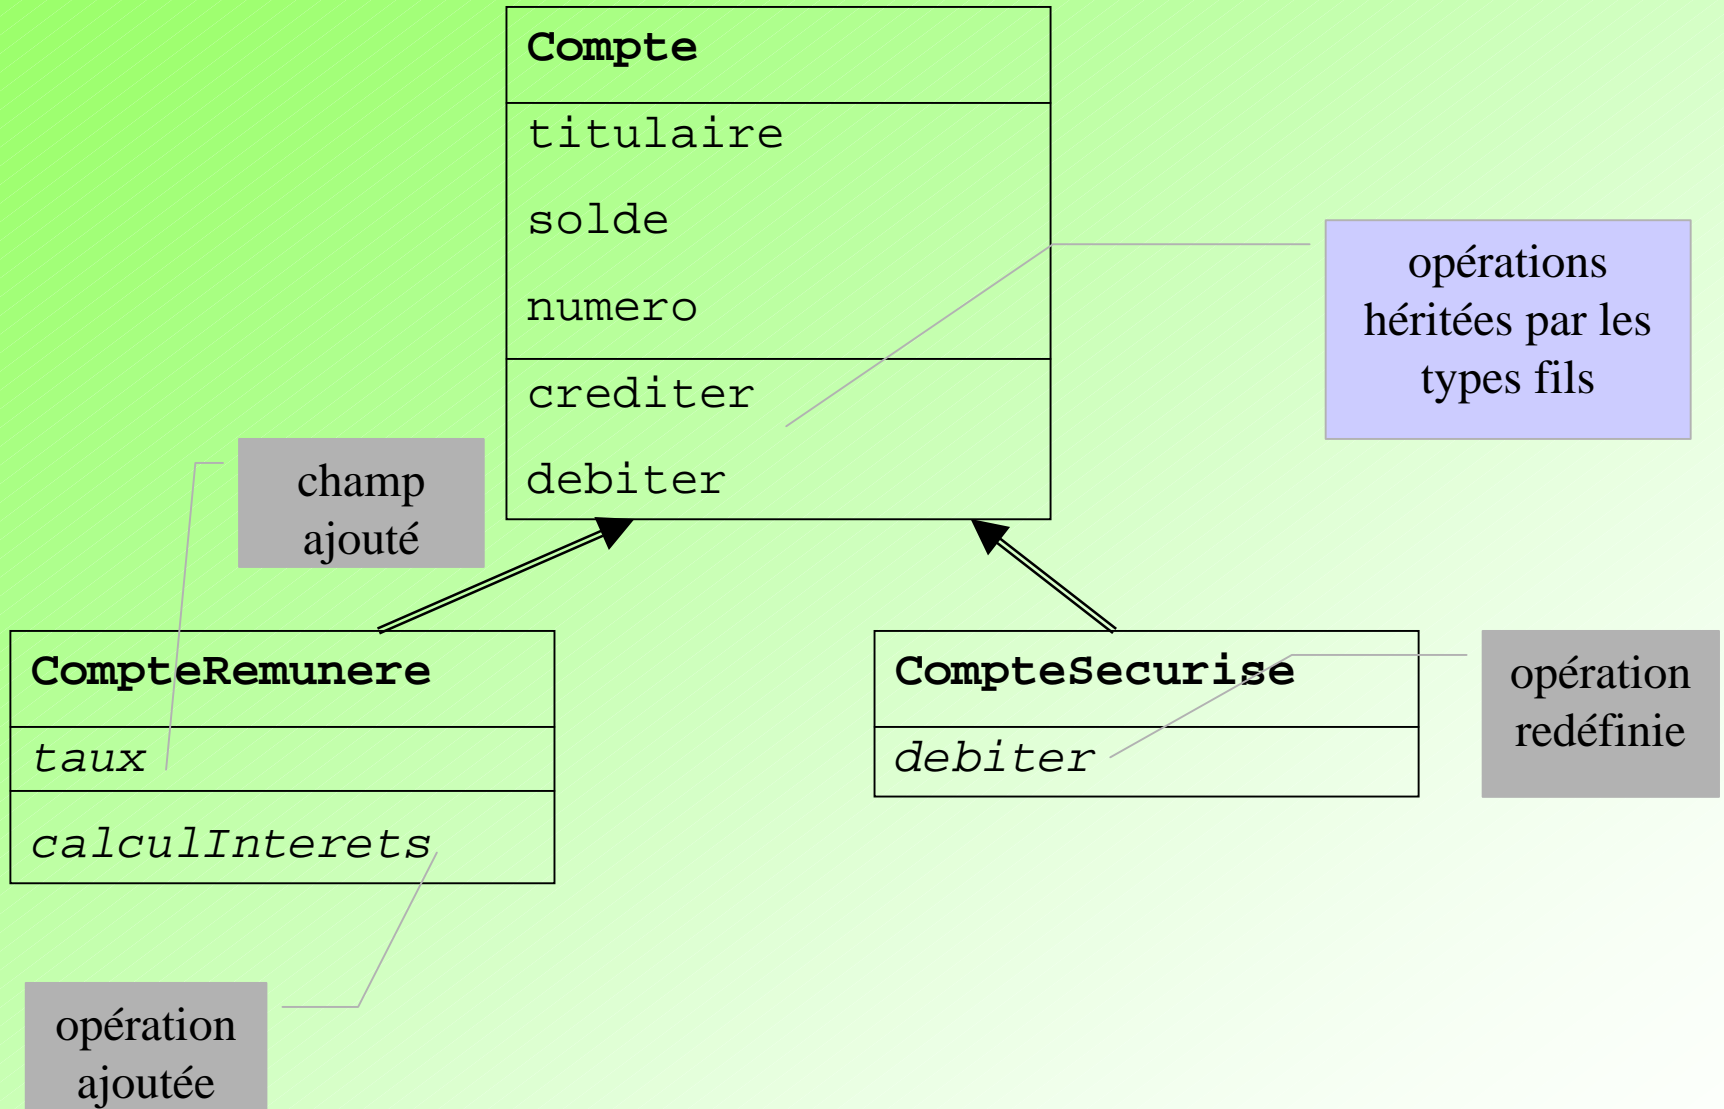 Compte
titulaire
solde
numero
crediter
debiter
opérations
héritées par les
types fils
champ
ajouté
CompteRemunere
taux
calculInterets
CompteSecurise
debiter
opération
redéfinie
opération
ajoutée